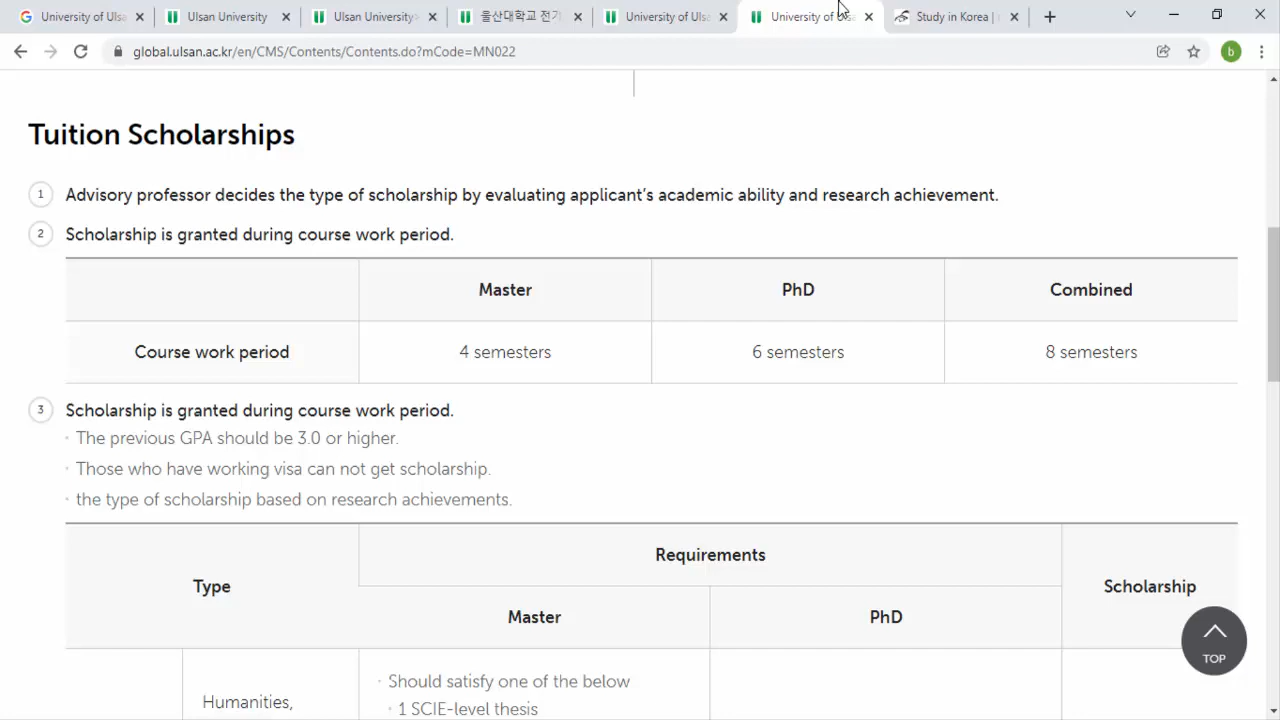 University of Ulsa
Ulsan University
Ulsan University
울산대학교 전기
University of Ulsa
University of Ulsa
Study in Korea |
global.ulsan.ac.kr/en/CMS/Contents/Contents.do?mCode=MN022
b
Tuition Scholarships
1 Advisory professor decides the type of scholarship by evaluating applicant's academic ability and research achievement.
2 Scholarship is granted during course work period.
Master PhD Combined
Course work period 4 semesters 6 semesters 8 semesters
3 Scholarship is granted during course work period.
· The previous GPA should be 3.0 or higher.
· Those who have working visa can not get scholarship.
· the type of scholarship based on research achievements.
Requirements
Type Scholarship
Master PhD
TOP
· Should satisfy one of the below
Humanities,
· 1 SCIE-level thesis